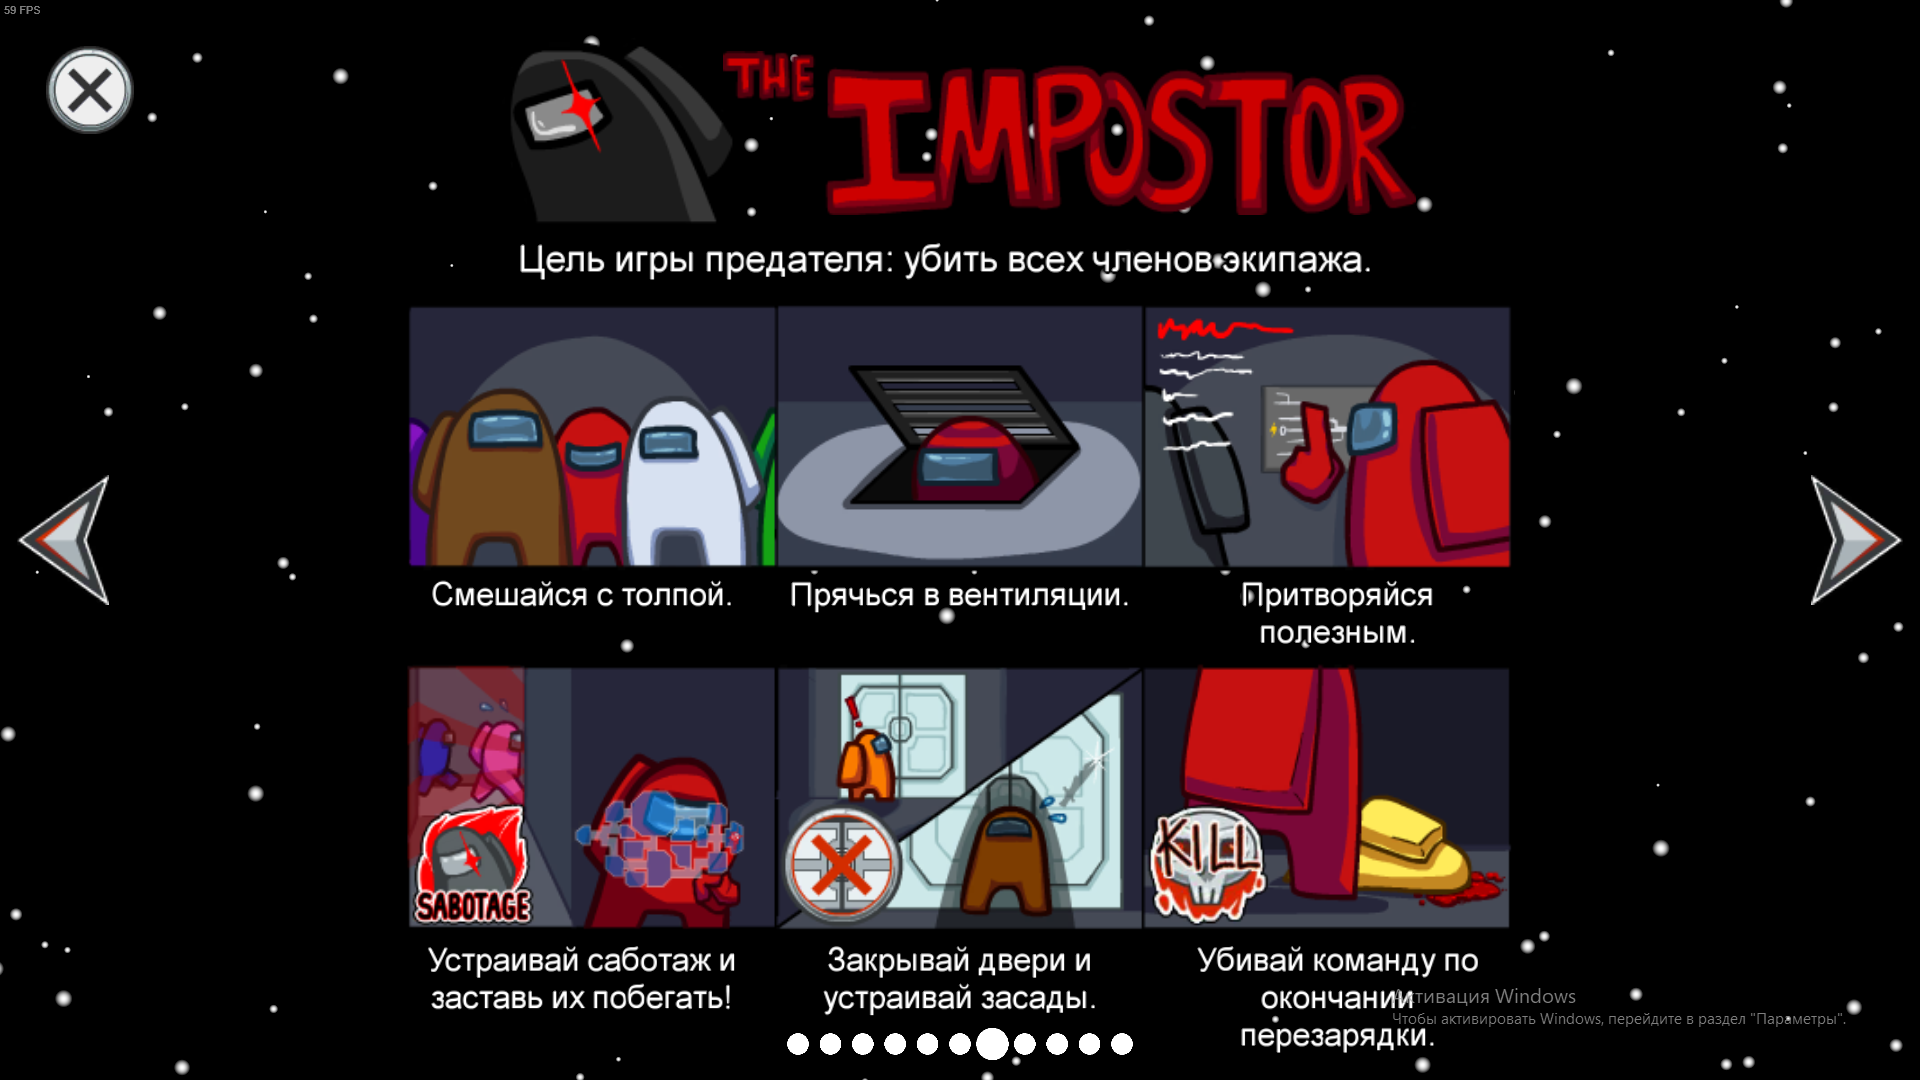 59 FPS
THE IMPOSTOR
Цель игры предателя: убить всех членов экипажа.
Смешайся с толпой.
Прячься в вентиляции.
Притворяйся
полезным.
SABOTAGE
KILL
Устраивай саботаж и
заставь их побегать!
Закрывай двери и
устраивай засады.
Убивай команду по
окончании
перезарядки.
Активация Windows
Чтобы активировать Windows, перейдите в раздел "Параметры".